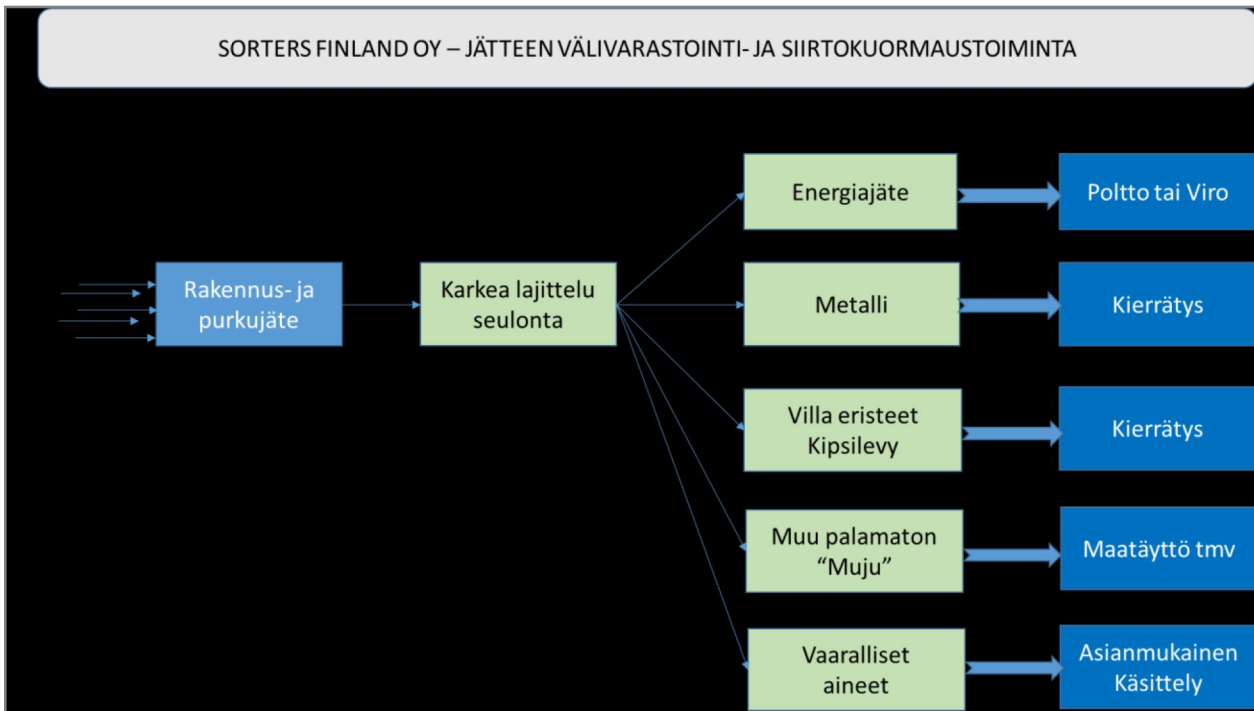 SORTERS FINLAND OY – JÄTTEEN VÄLIVARASTOINTI- JA SIIRTOKUORMAUSTOIMINTA
Rakennus- ja
purkujäte
Karkea lajittelu
seulonta
Energiajäte
Poltto tai Viro
Metalli
Kierrätys
Villa eristeet
Kipsilevy
Kierrätys
Muu palamaton
“Muju”
Maatäyttö tmv
Vaaralliset
aineet
Asianmukainen
Käsittely